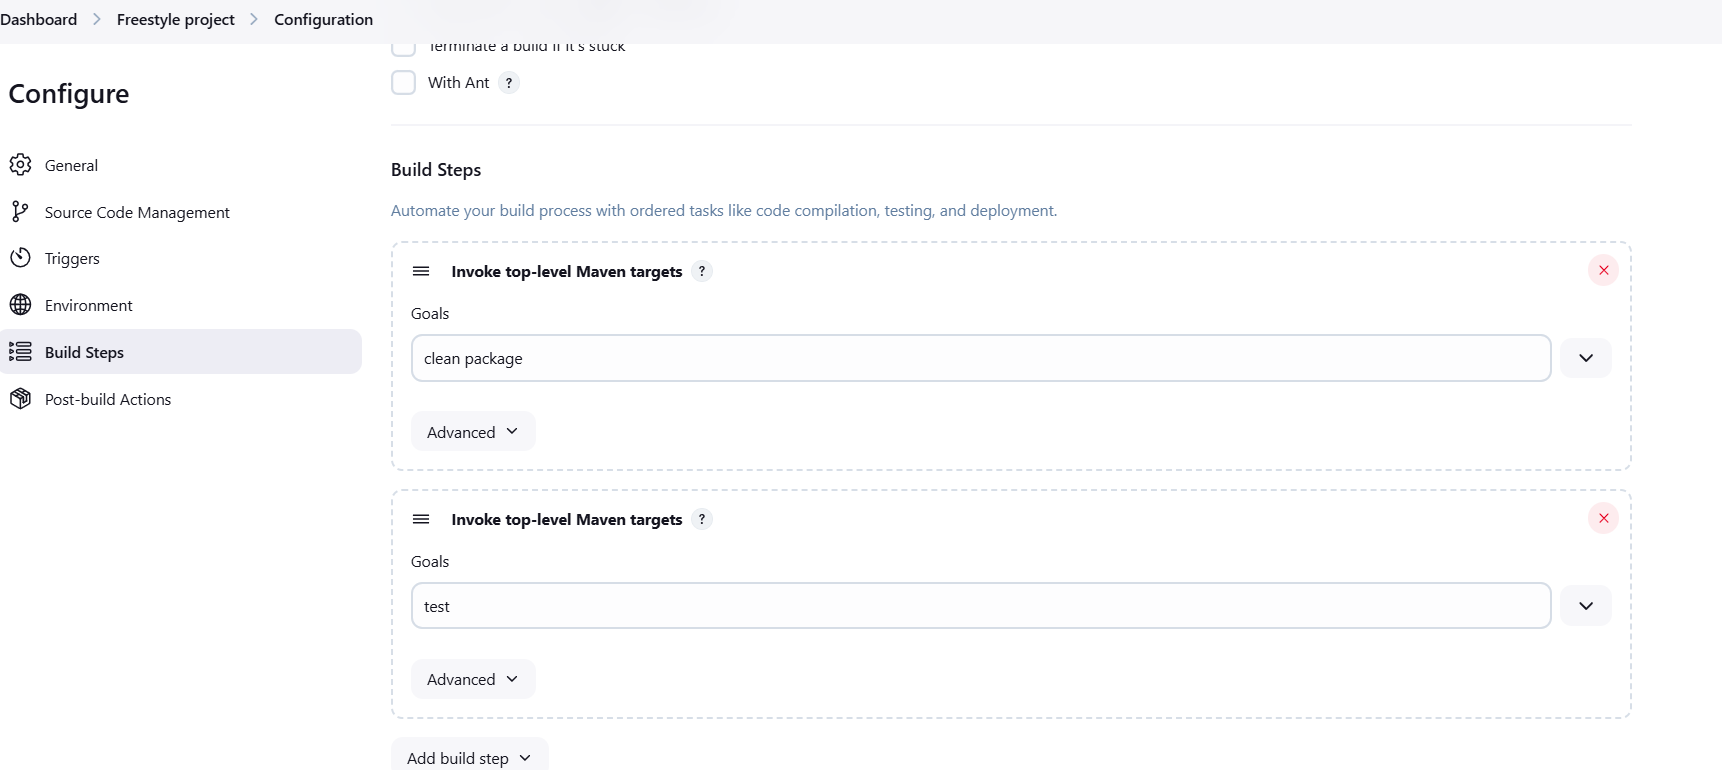 Dashboard > Freestyle project > Configuration
Terminate a build if it's stuck
With Ant ?
Configure
General
Source Code Management
Triggers
Environment
Build Steps
Post-build Actions
Build Steps
Automate your build process with ordered tasks like code compilation, testing, and deployment.
Invoke top-level Maven targets ?
Goals
clean package
Advanced
Invoke top-level Maven targets ?
Goals
test
Advanced
Add build step